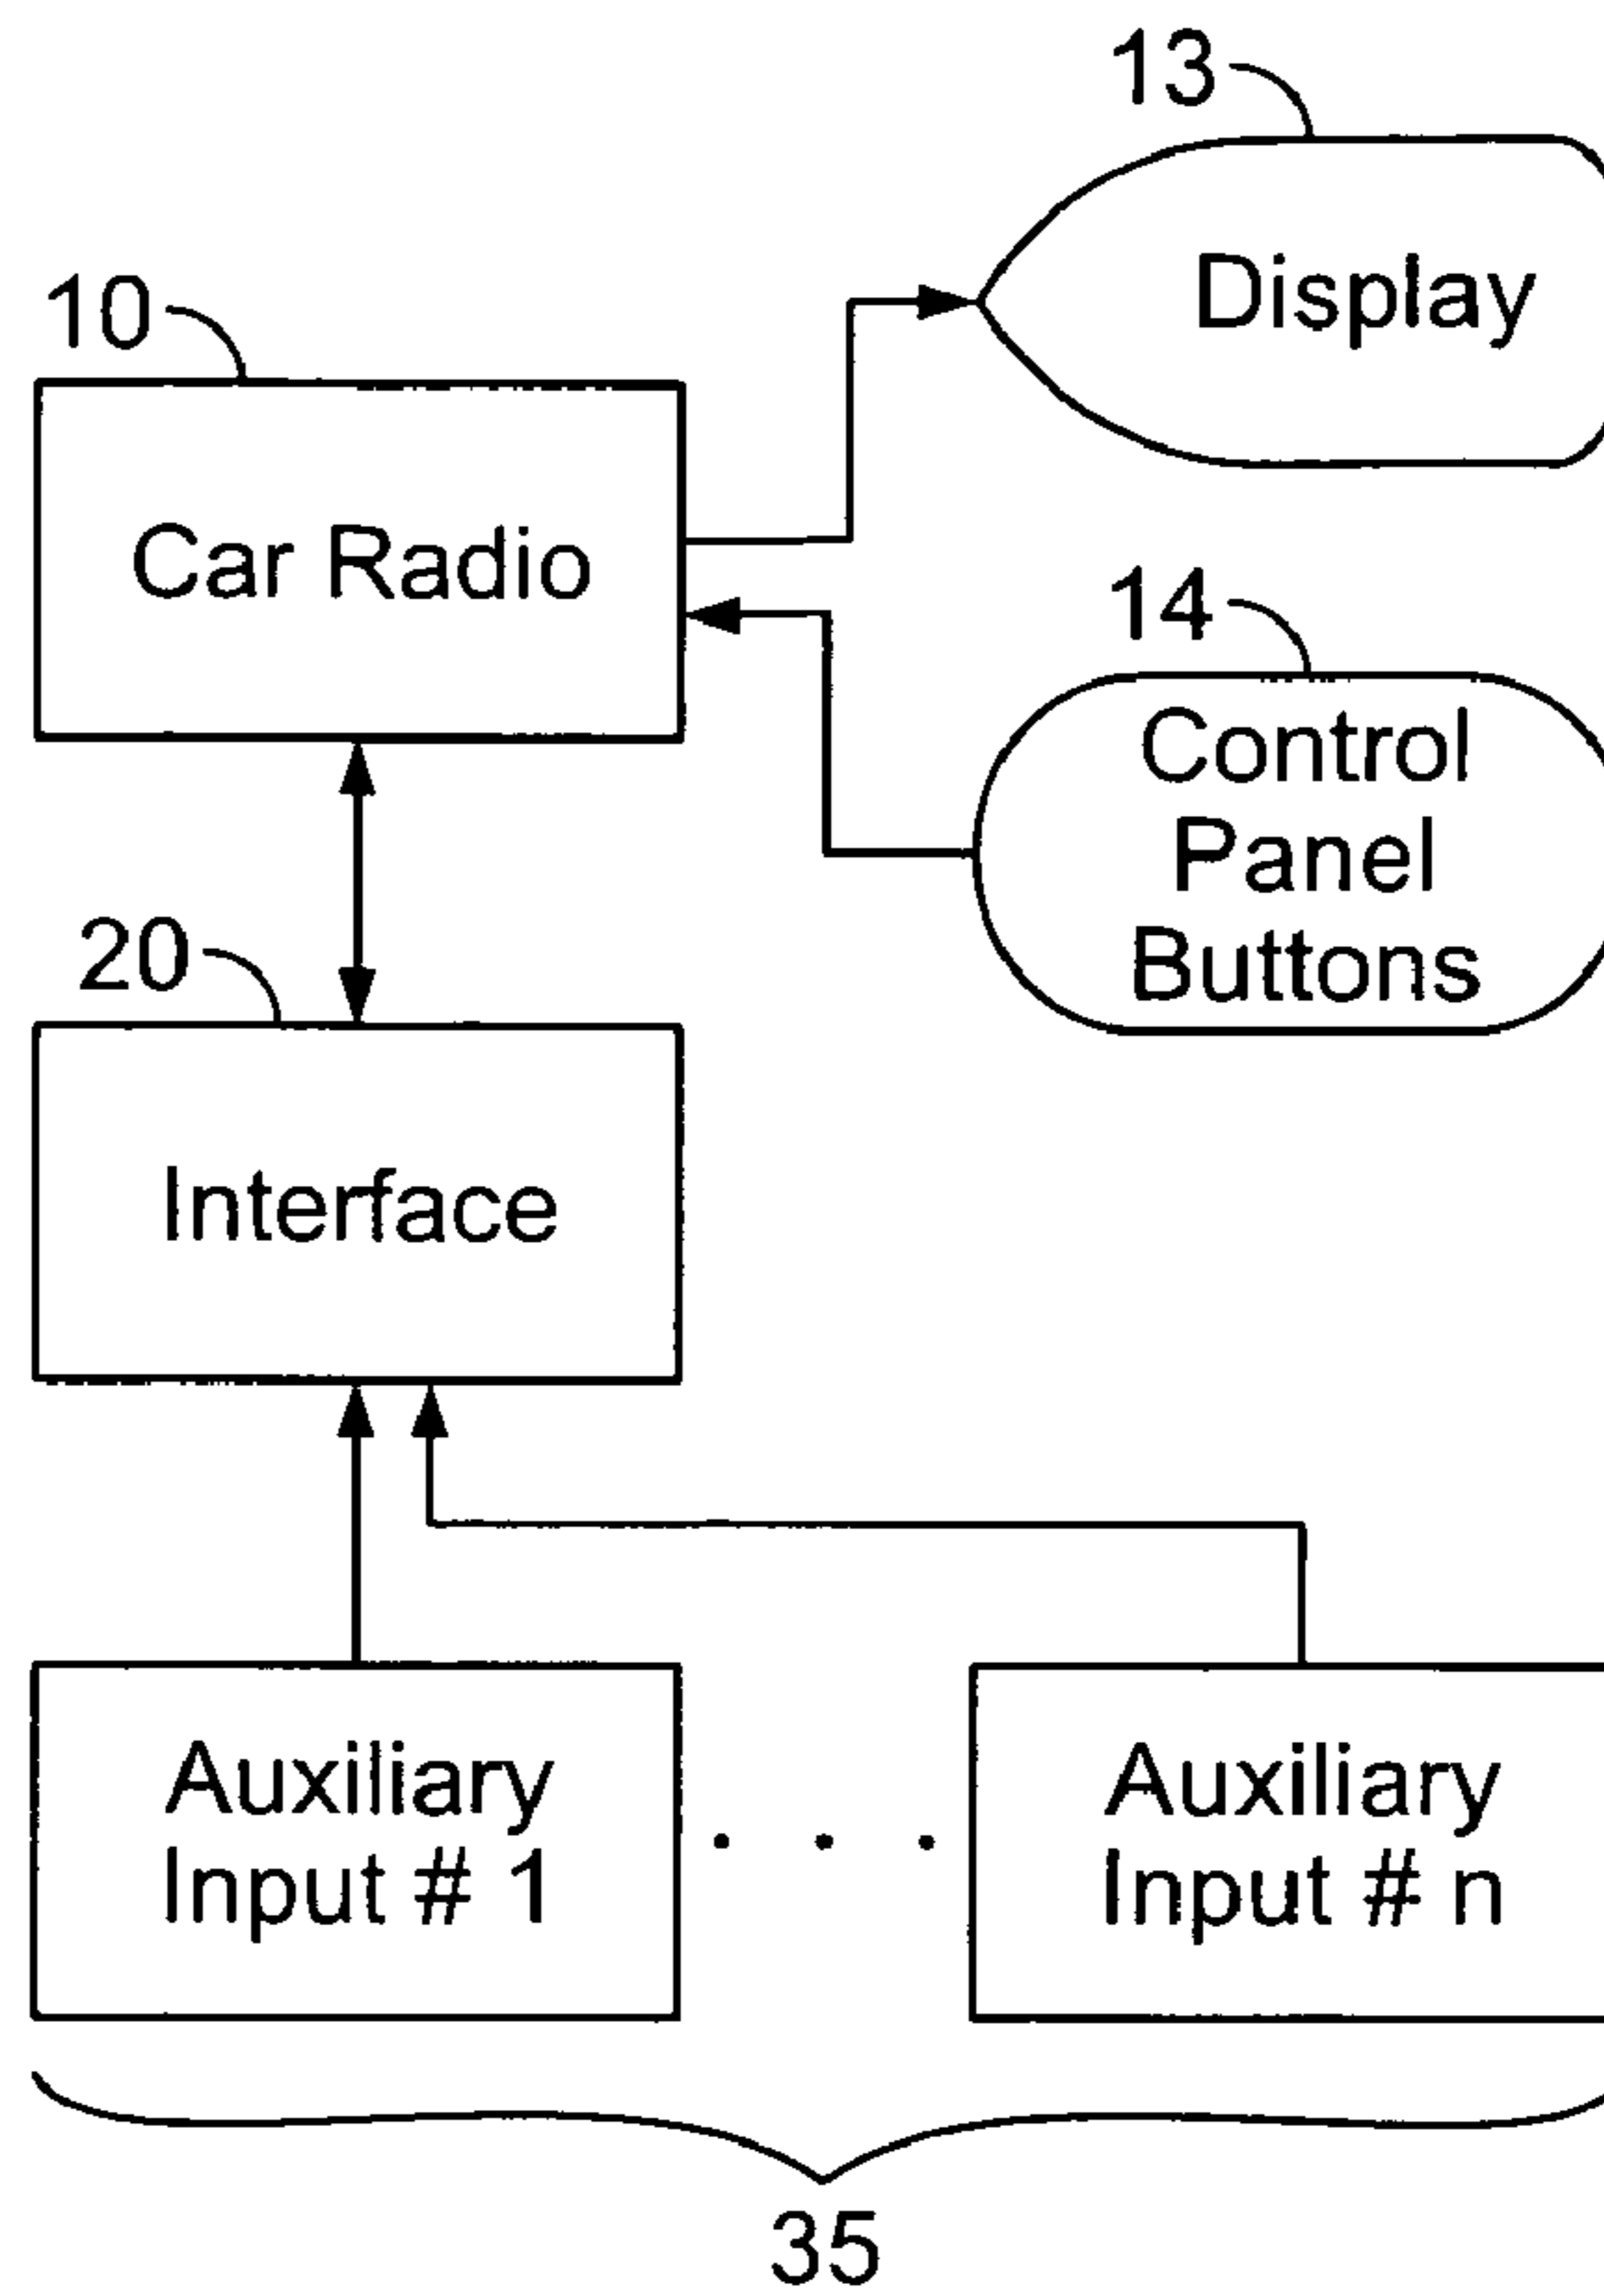 13
Display
10
Car Radio
14
Control
Panel
Buttons
20
Interface
Auxiliary
Input # 1
. . .
Auxiliary
Input # n
35